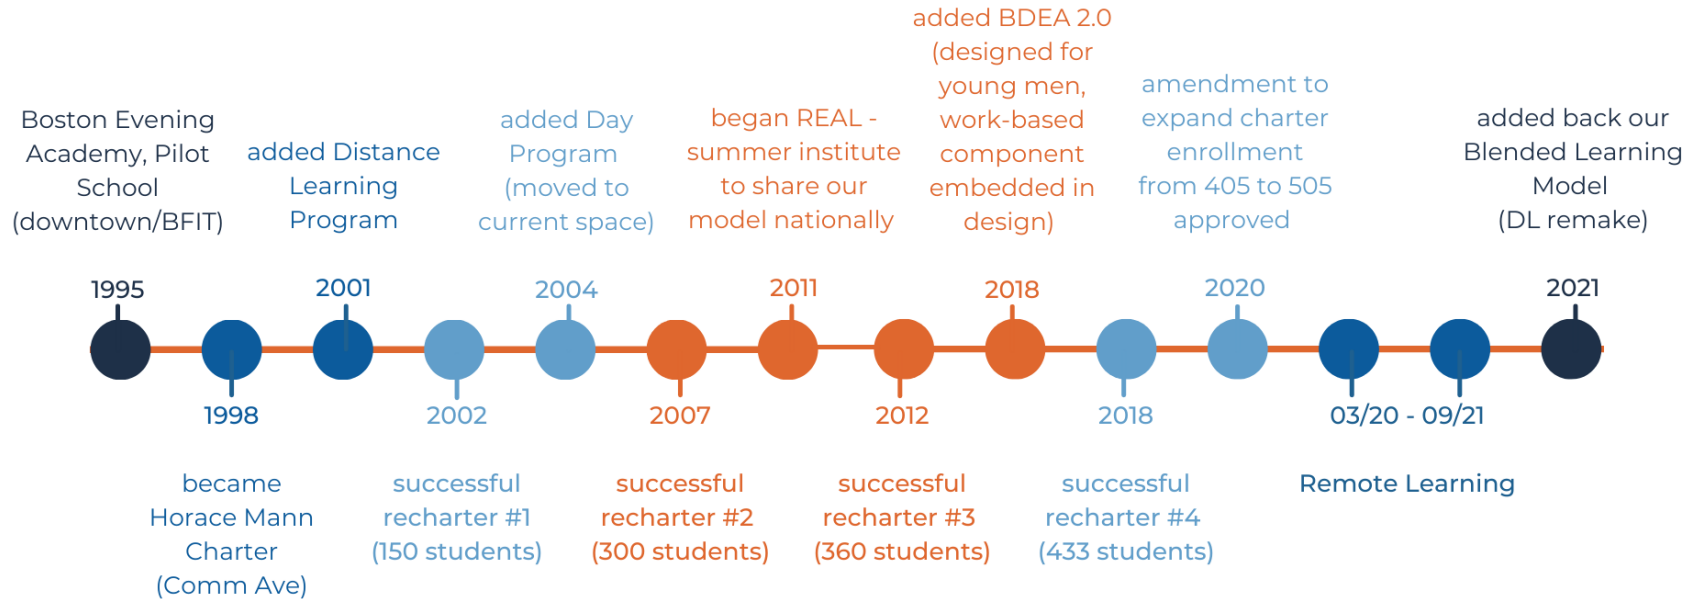 Boston Evening
Academy, Pilot
School
(downtown/BFIT)
1995
1998
became
Horace Mann
Charter
(Comm Ave)
added Distance
Learning
Program
2001
2002
successful
recharter #1
(150 students)
added Day
Program
(moved to
current space)
2004
2007
successful
recharter #2
(300 students)
began REAL -
summer institute
to share our
model nationally
2011
2012
successful
recharter #3
(360 students)
added BDEA 2.0
(designed for
young men,
work-based
component
embedded in
design)
2018
2018
successful
recharter #4
(433 students)
amendment to
expand charter
enrollment
from 405 to 505
approved
2020
03/20 - 09/21
Remote Learning
added back our
Blended Learning
Model
(DL remake)
2021